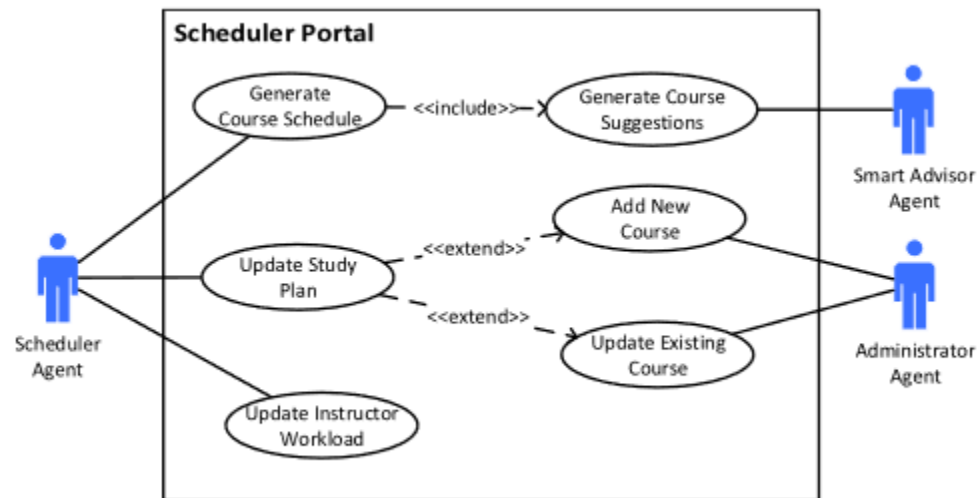 Scheduler Portal
Generate
Course Schedule
<<include>>
Generate Course
Suggestions
Smart Advisor
Agent
Add New
Course
<<extend>>
Update Study
Plan
<<extend>>
Scheduler
Agent
Update Existing
Course
Administrator
Agent
Update Instructor
Workload